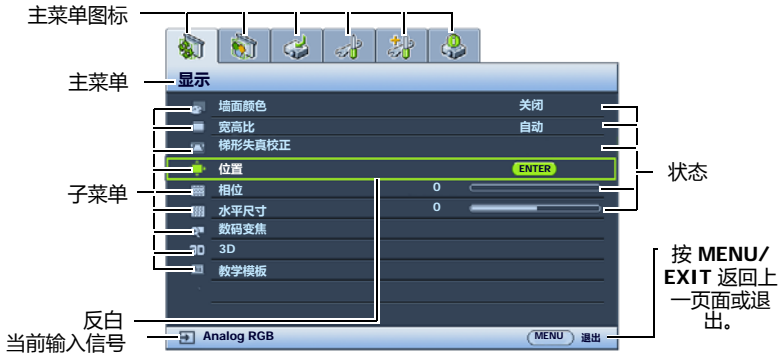 主菜单图标
主菜单
显示
墙面颜色 关闭
宽高比 自动
梯形失真校正
位置 ENTER
状态
子菜单
相位 0
水平尺寸 0
数码变焦
3D 3D
教学模板
按 MENU/
EXIT 返回上
一页面或退
出。
反白
当前输入信号
Analog RGB
MENU 退出